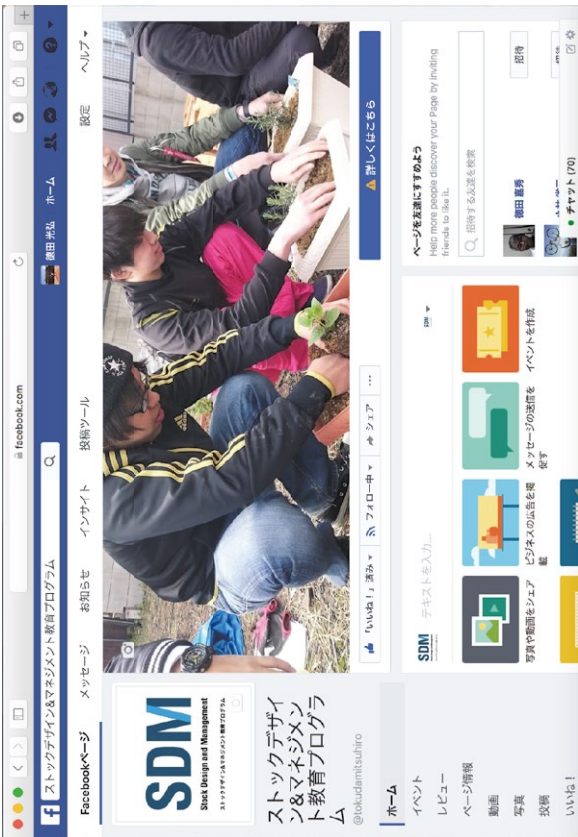 facebook.com
ストックデザイン&マネジメント教育プログラム
徳田 光弘
ホーム
Facebookページ
メッセージ
お知らせ
インサイト
投稿ツール
設定
ヘルプ
SDM
Stock Design and Management
ストックデザイン&マネジメント教育プログラム
ストックデザイ
ン&マネジメン
ト教育プログラ
ム
@tokudamitsuhiro
ホーム
イベント
レビュー
ページ情報
動画
写真
投稿
いいね！
「いいね！」済み
フォロー中
シェア
詳しくはこちら
SDM
テキストを入力...
SDM
写真や動画をシェア
ビジネスの広告を掲
載
メッセージの送信を
促す
イベントを作成
ページを友達にすすめよう
Help more people discover your Page by inviting
friends to like it.
招待する友達を検索
徳田 嘉秀
招待
チャット (70)